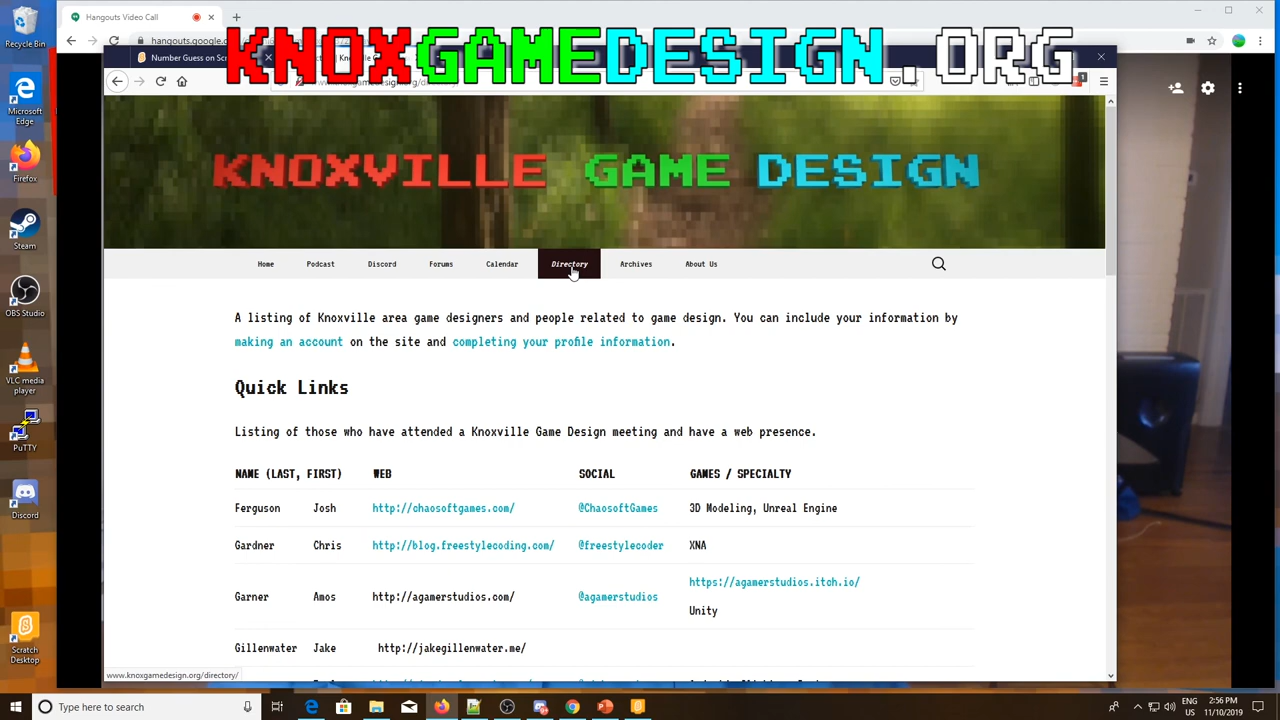 Recycle Bin
Hangouts Video Call
hangouts.google.c
KNOXGAMEDESIGN.ORG
Number Guess on Scr
KNOXVILLE GAME DESIGN
Home Podcast Discord Forums Calendar Directory Archives About Us
A listing of Knoxville area game designers and people related to game design. You can include your information by
making an account on the site and completing your profile information.
Quick Links
Listing of those who have attended a Knoxville Game Design meeting and have a web presence.
NAME (LAST, FIRST) WEB SOCIAL GAMES / SPECIALTY
Ferguson Josh http://chaosoftgames.com/ @ChaosoftGames 3D Modeling, Unreal Engine
Gardner Chris http://blog.freestylecoding.com/ @freestylecoder XNA
https://agamerstudios.itch.io/
Garner Amos http://agamerstudios.com/ @agamerstudios
Unity
Gillenwater Jake http://jakegillenwater.me/
www.knoxgamedesign.org/directory/
Microsoft
Edge
Firefox
Steam
OBS Studio
VLC media
player
PuTTY
Discord
Scratch
Desktop
Type here to search
ENG
US
2:56 PM
11/10/2019